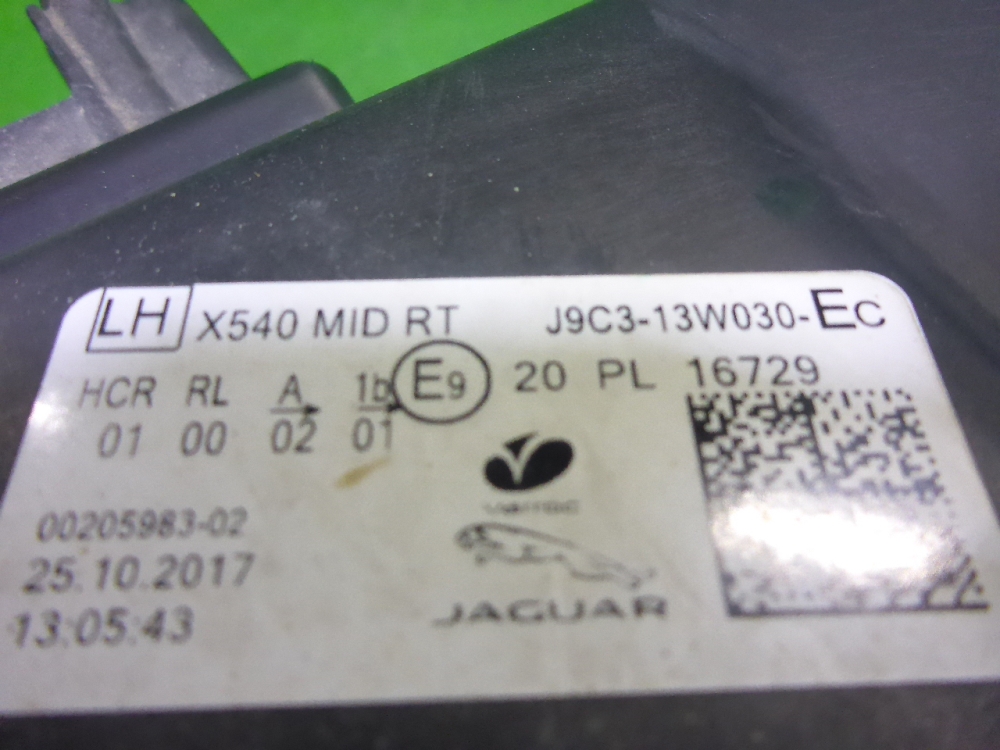 LH X540 MID RT J9C3-13W030-EC
HCR RL A 1b E9 20 PL 16729
01 00 02 01
00205983-02
25.10.2017
13:05:43
JAGUAR